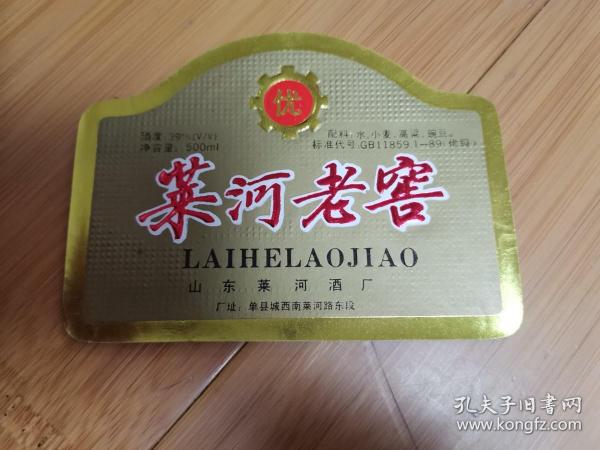 优
酒度：39%(V/V)
净含量：500ml
配料：水、小麦、高粱、豌豆。
标准代号：GB11859.1—89(优级)
莱河老窖
LAIHELAOJIAO
山东莱河酒厂
厂址：单县城西南莱河路东段
孔夫子旧书网
www.kongfz.com